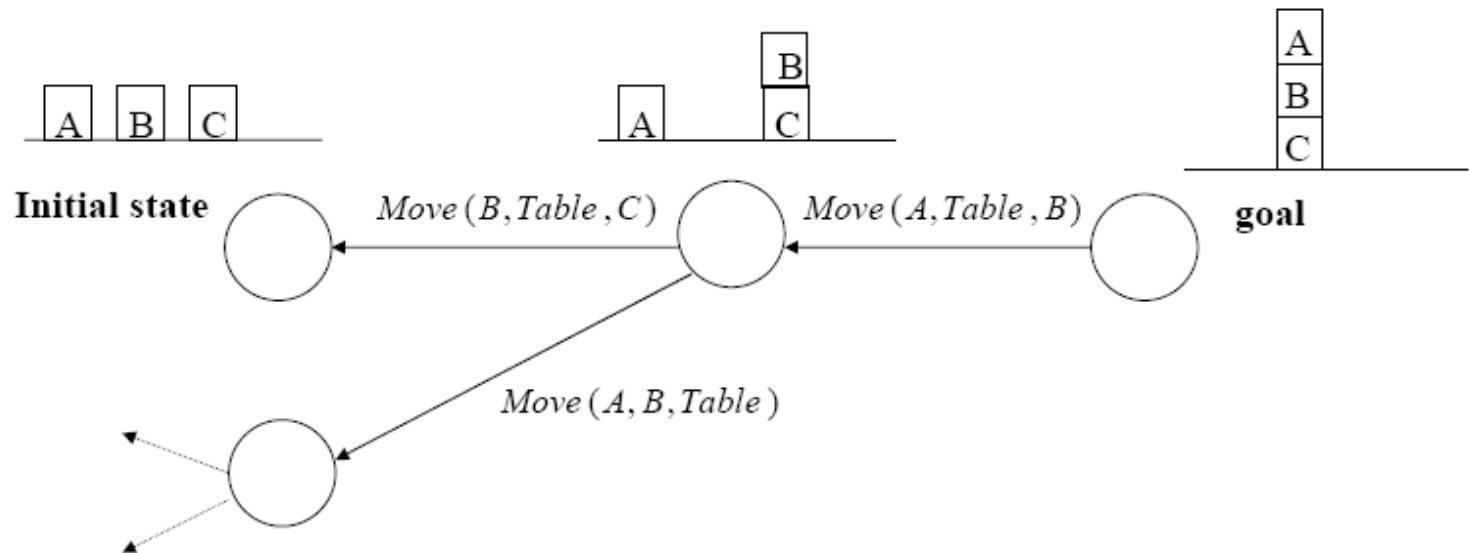 A B C
B
A C
A
B
C
Initial state
Move (B, Table , C)
Move (A, Table , B)
goal
Move (A, B, Table )